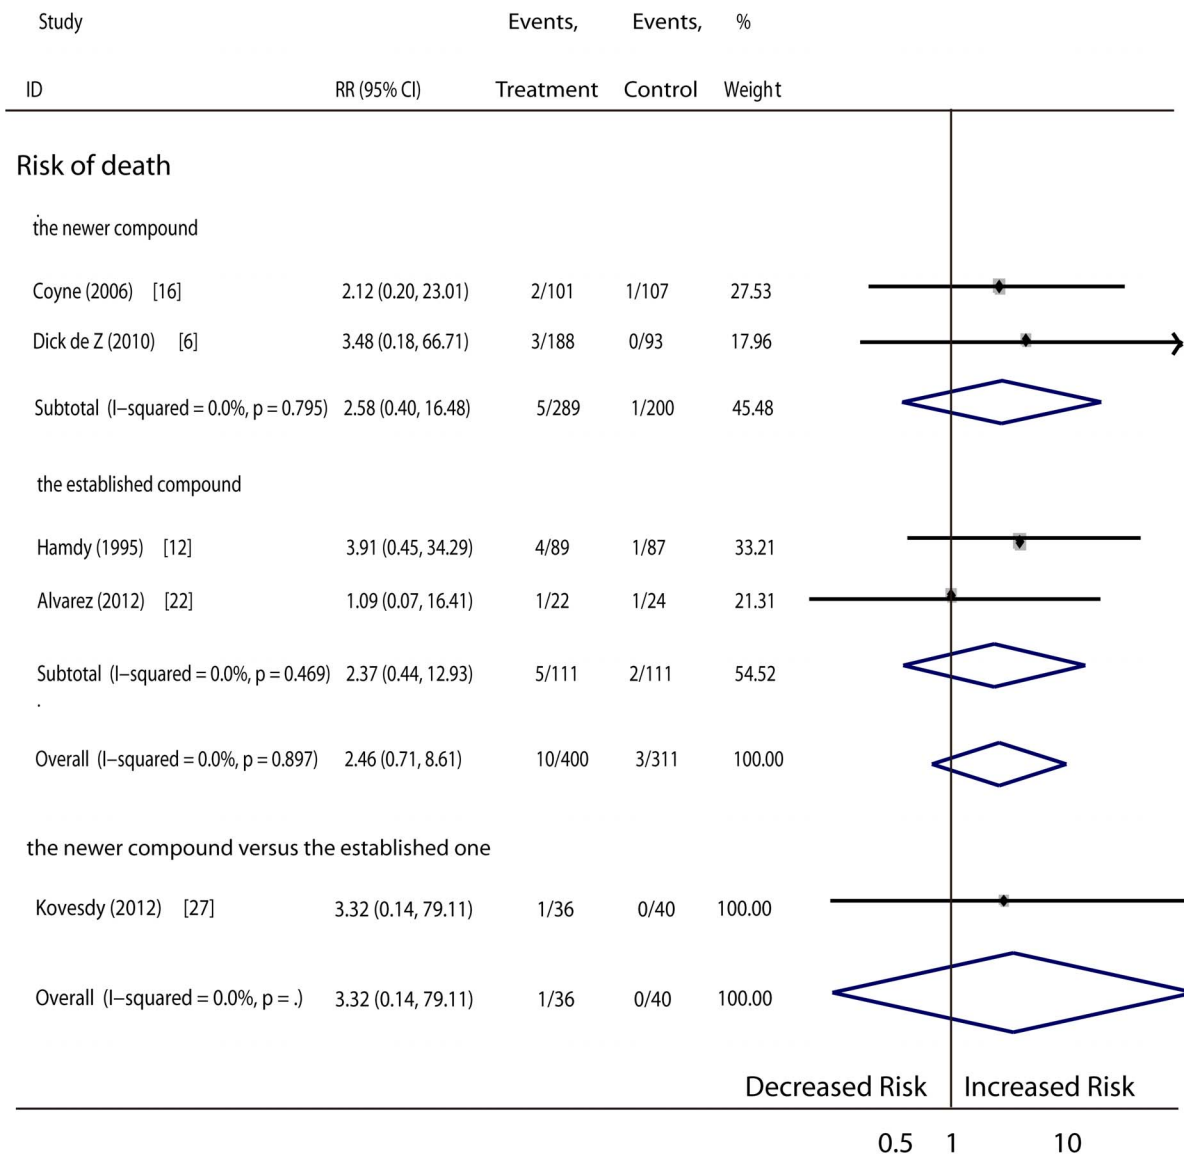 Study Events, Events, %
ID RR (95% CI) Treatment Control Weight
Risk of death
the newer compound
Coyne (2006) [16] 2.12 (0.20, 23.01) 2/101 1/107 27.53
Dick de Z (2010) [6] 3.48 (0.18, 66.71) 3/188 0/93 17.96
Subtotal (I−squared = 0.0%, p = 0.795) 2.58 (0.40, 16.48) 5/289 1/200 45.48
the established compound
Hamdy (1995) [12] 3.91 (0.45, 34.29) 4/89 1/87 33.21
Alvarez (2012) [22] 1.09 (0.07, 16.41) 1/22 1/24 21.31
Subtotal (I−squared = 0.0%, p = 0.469) 2.37 (0.44, 12.93) 5/111 2/111 54.52
.
Overall (I−squared = 0.0%, p = 0.897) 2.46 (0.71, 8.61) 10/400 3/311 100.00
the newer compound versus the established one
Kovesdy (2012) [27] 3.32 (0.14, 79.11) 1/36 0/40 100.00
Overall (I−squared = 0.0%, p = .) 3.32 (0.14, 79.11) 1/36 0/40 100.00
Decreased Risk Increased Risk
0.5 1 10